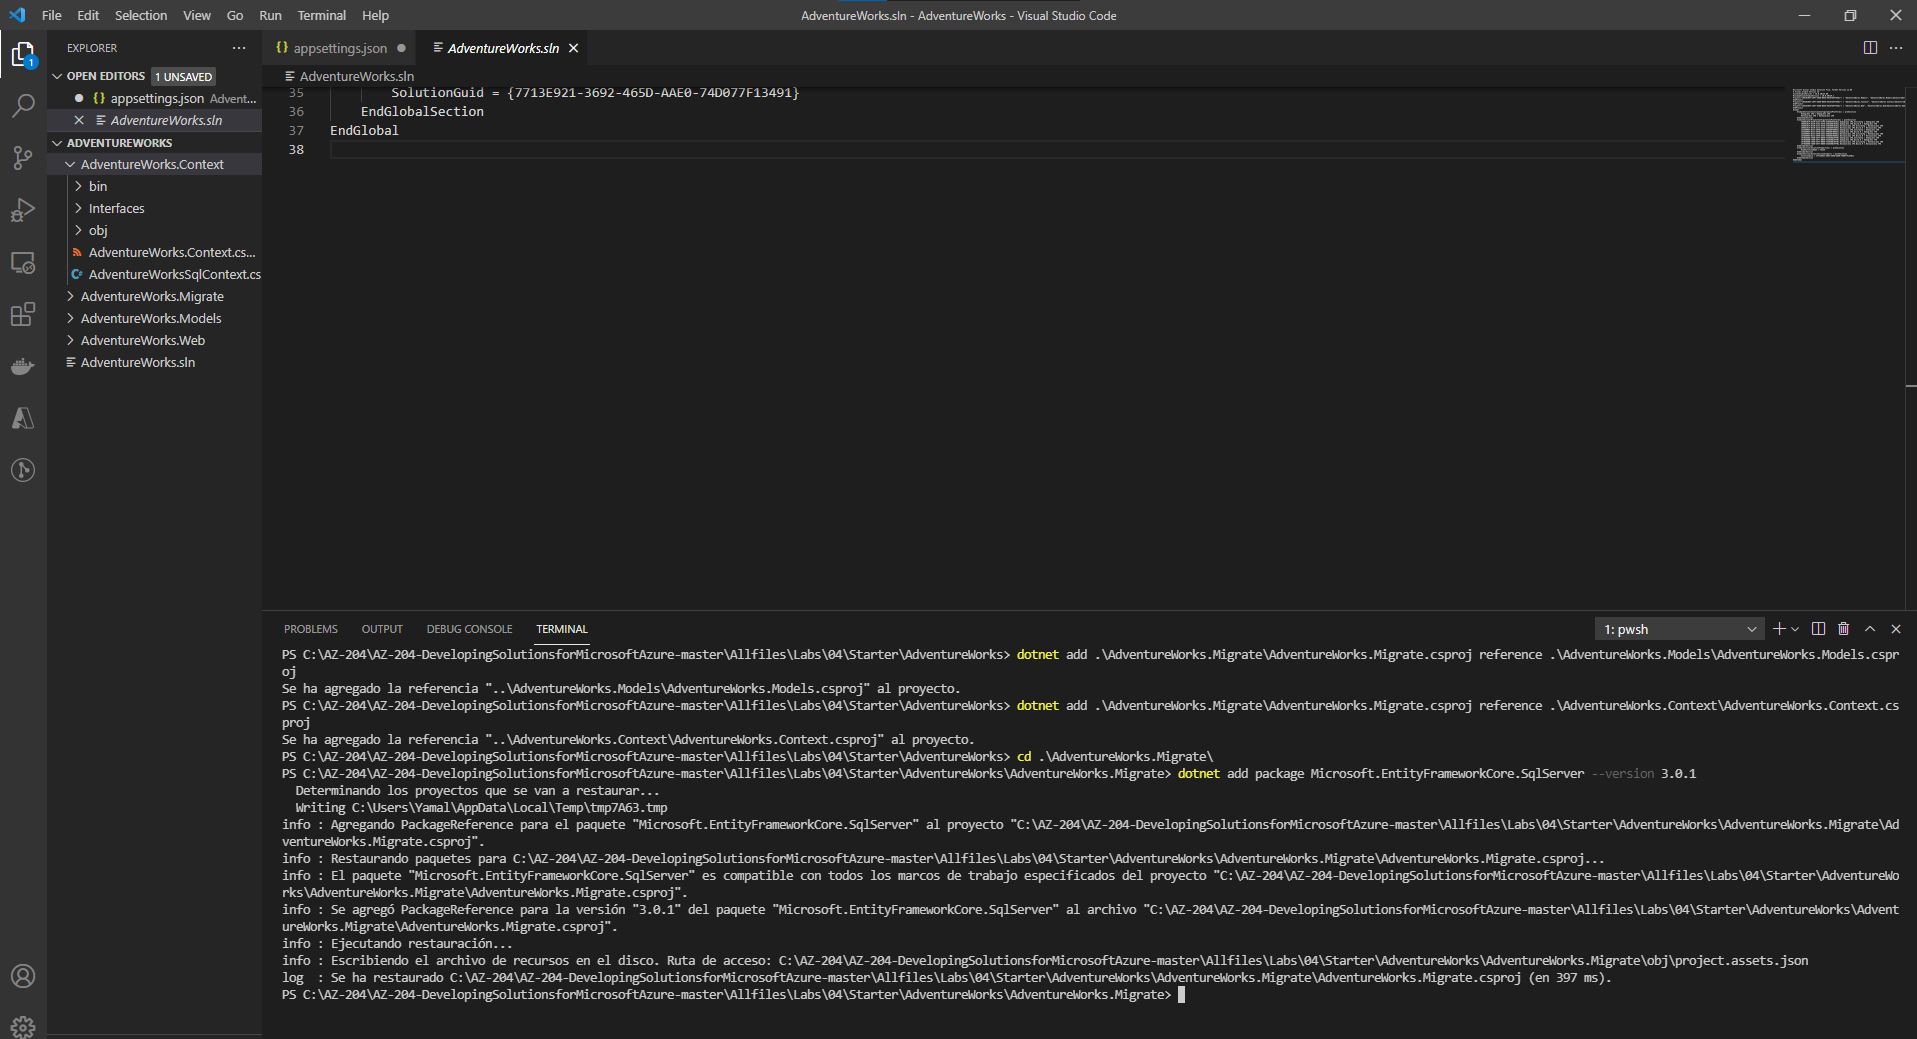 File Edit Selection View Go Run Terminal Help
AdventureWorks.sln - AdventureWorks - Visual Studio Code
EXPLORER
OPEN EDITORS 1 UNSAVED
appsettings.json Advent...
AdventureWorks.sln
ADVENTUREWORKS
AdventureWorks.Context
bin
Interfaces
obj
AdventureWorks.Context.cs...
AdventureWorksSqlContext.cs
AdventureWorks.Migrate
AdventureWorks.Models
AdventureWorks.Web
AdventureWorks.sln
1
appsettings.json
AdventureWorks.sln
AdventureWorks.sln
35 SolutionGuid = {7713E921-3692-465D-AAE0-74D077F13491}
36 EndGlobalSection
37 EndGlobal
38
PROBLEMS OUTPUT DEBUG CONSOLE TERMINAL
1: pwsh
PS C:\AZ-204\AZ-204-DevelopingSolutionsforMicrosoftAzure-master\Allfiles\Labs\04\Starter\AdventureWorks> dotnet add .\AdventureWorks.Migrate\AdventureWorks.Migrate.csproj reference .\AdventureWorks.Models\AdventureWorks.Models.cspr
oj
Se ha agregado la referencia "..\AdventureWorks.Models\AdventureWorks.Models.csproj" al proyecto.
PS C:\AZ-204\AZ-204-DevelopingSolutionsforMicrosoftAzure-master\Allfiles\Labs\04\Starter\AdventureWorks> dotnet add .\AdventureWorks.Migrate\AdventureWorks.Migrate.csproj reference .\AdventureWorks.Context\AdventureWorks.Context.cs
proj
Se ha agregado la referencia "..\AdventureWorks.Context\AdventureWorks.Context.csproj" al proyecto.
PS C:\AZ-204\AZ-204-DevelopingSolutionsforMicrosoftAzure-master\Allfiles\Labs\04\Starter\AdventureWorks> cd .\AdventureWorks.Migrate\
PS C:\AZ-204\AZ-204-DevelopingSolutionsforMicrosoftAzure-master\Allfiles\Labs\04\Starter\AdventureWorks\AdventureWorks.Migrate> dotnet add package Microsoft.EntityFrameworkCore.SqlServer --version 3.0.1
Determinando los proyectos que se van a restaurar...
Writing C:\Users\Yamal\AppData\Local\Temp\tmp7A63.tmp
info : Agregando PackageReference para el paquete "Microsoft.EntityFrameworkCore.SqlServer" al proyecto "C:\AZ-204\AZ-204-DevelopingSolutionsforMicrosoftAzure-master\Allfiles\Labs\04\Starter\AdventureWorks\AdventureWorks.Migrate\Ad
ventureWorks.Migrate.csproj".
info : Restaurando paquetes para C:\AZ-204\AZ-204-DevelopingSolutionsforMicrosoftAzure-master\Allfiles\Labs\04\Starter\AdventureWorks\AdventureWorks.Migrate\AdventureWorks.Migrate.csproj...
info : El paquete "Microsoft.EntityFrameworkCore.SqlServer" es compatible con todos los marcos de trabajo especificados del proyecto "C:\AZ-204\AZ-204-DevelopingSolutionsforMicrosoftAzure-master\Allfiles\Labs\04\Starter\AdventureWo
rks\AdventureWorks.Migrate\AdventureWorks.Migrate.csproj".
info : Se agregó PackageReference para la versión "3.0.1" del paquete "Microsoft.EntityFrameworkCore.SqlServer" al archivo "C:\AZ-204\AZ-204-DevelopingSolutionsforMicrosoftAzure-master\Allfiles\Labs\04\Starter\AdventureWorks\Advent
ureWorks.Migrate\AdventureWorks.Migrate.csproj".
info : Ejecutando restauración...
info : Escribiendo el archivo de recursos en el disco. Ruta de acceso: C:\AZ-204\AZ-204-DevelopingSolutionsforMicrosoftAzure-master\Allfiles\Labs\04\Starter\AdventureWorks\AdventureWorks.Migrate\obj\project.assets.json
log  : Se ha restaurado C:\AZ-204\AZ-204-DevelopingSolutionsforMicrosoftAzure-master\Allfiles\Labs\04\Starter\AdventureWorks\AdventureWorks.Migrate\AdventureWorks.Migrate.csproj (en 397 ms).
PS C:\AZ-204\AZ-204-DevelopingSolutionsforMicrosoftAzure-master\Allfiles\Labs\04\Starter\AdventureWorks\AdventureWorks.Migrate>